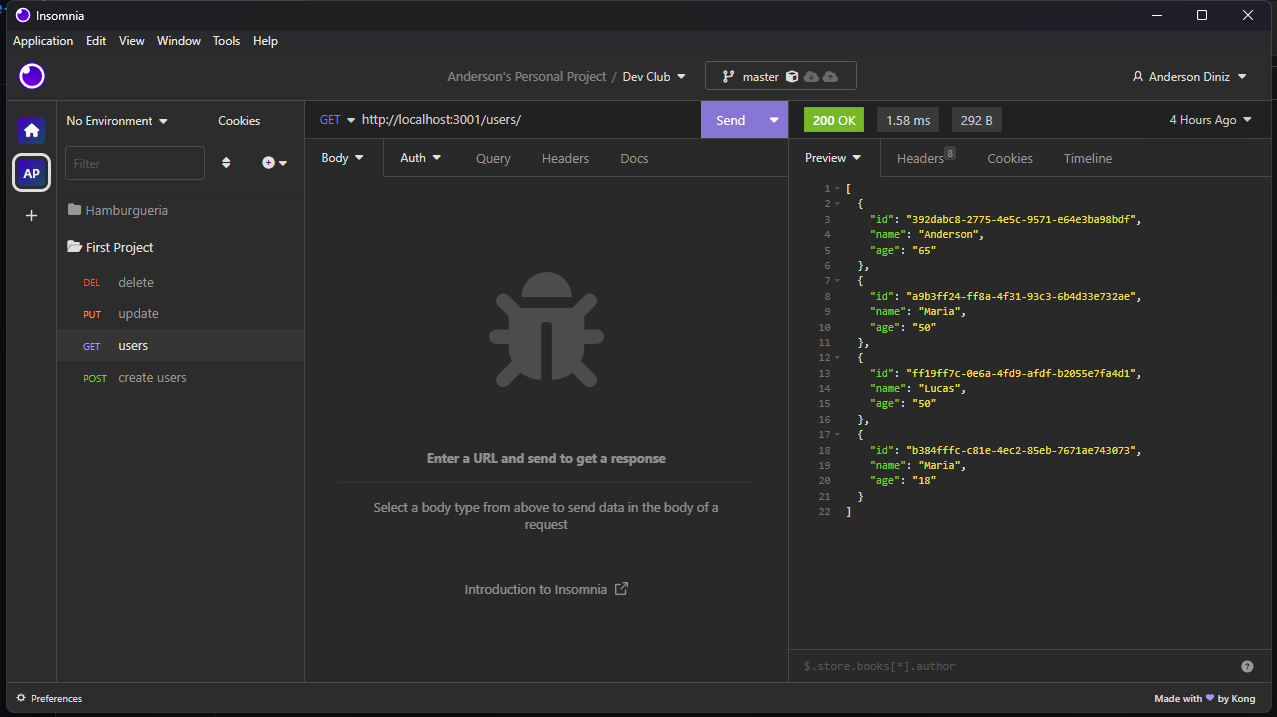 Insomnia
Application Edit View Window Tools Help
Anderson's Personal Project / Dev Club
master
Anderson Diniz
AP
No Environment
Cookies
Filter
Hamburgueria
First Project
DEL delete
PUT update
GET users
POST create users
GET http://localhost:3001/users/
Send
Body Auth Query Headers Docs
Enter a URL and send to get a response
Select a body type from above to send data in the body of a
request
Introduction to Insomnia
200 OK 1.58 ms 292 B 4 Hours Ago
Preview Headers 8 Cookies Timeline
1 [
2 {
3 "id": "392dabc8-2775-4e5c-9571-e64e3ba98bdf",
4 "name": "Anderson",
5 "age": "65"
6 },
7 {
8 "id": "a9b3ff24-ff8a-4f31-93c3-6b4d33e732ae",
9 "name": "Maria",
10 "age": "50"
11 },
12 {
13 "id": "ff19ff7c-0e6a-4fd9-afdf-b2055e7fa4d1",
14 "name": "Lucas",
15 "age": "50"
16 },
17 {
18 "id": "b384fffc-c81e-4ec2-85eb-7671ae743073",
19 "name": "Maria",
20 "age": "18"
21 }
22 ]
$.store.books[*].author
Preferences
Made with ❤ by Kong